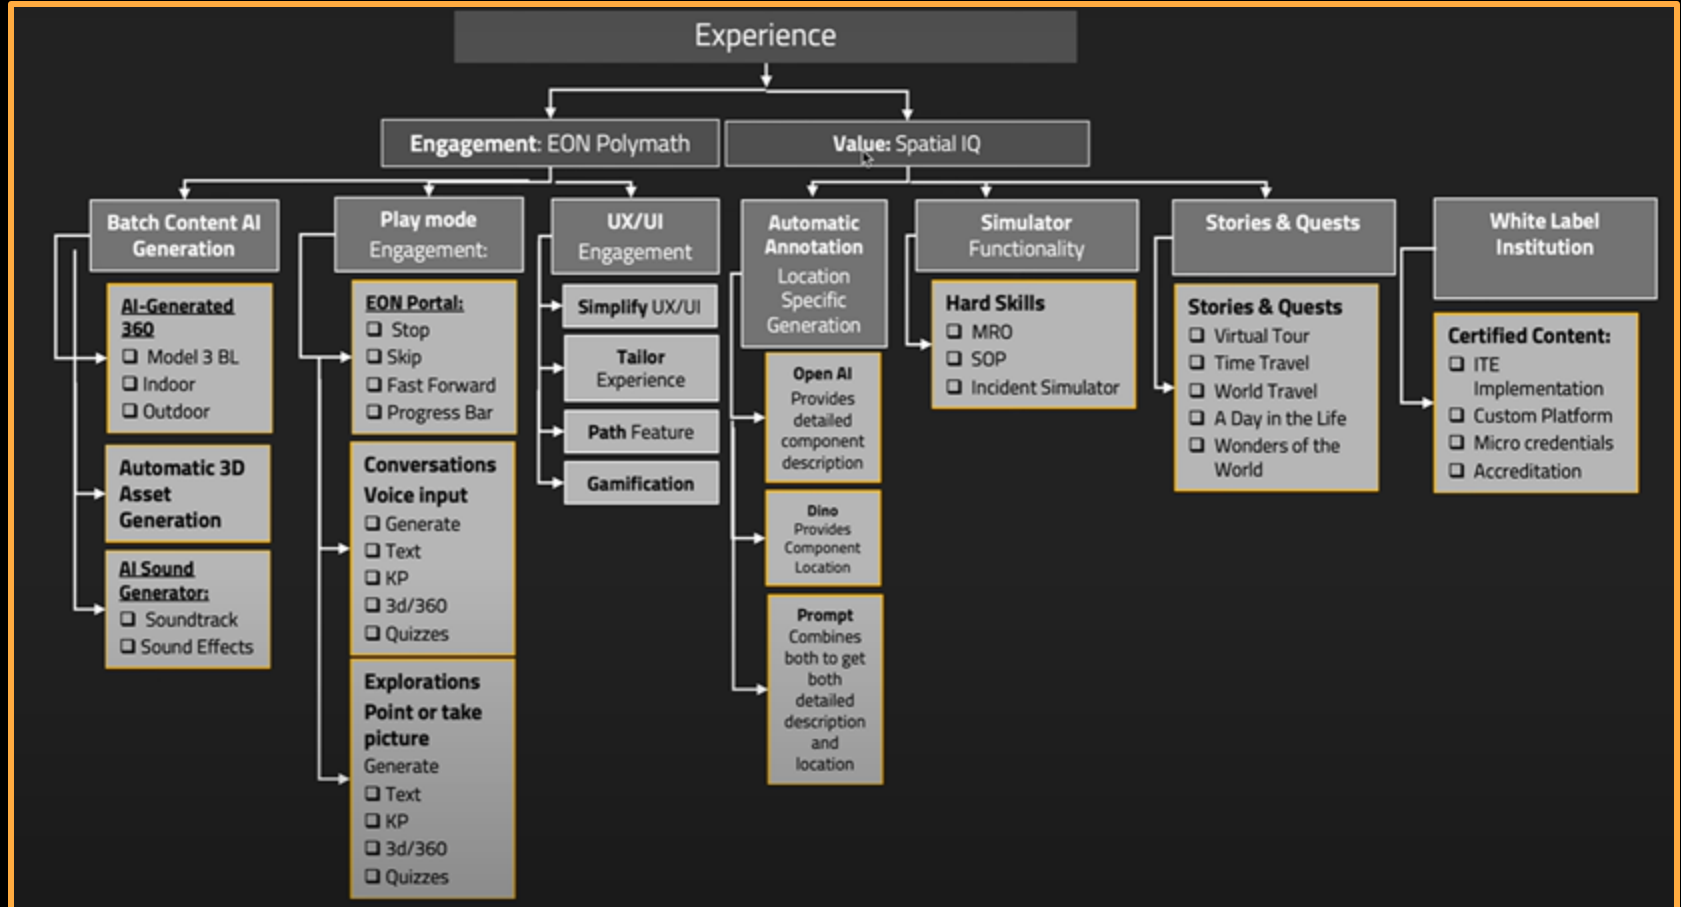 Experience
Engagement: EON Polymath
Value: Spatial IQ
Batch Content AI
Generation
AI-Generated
360
Model 3 BL
Indoor
Outdoor
Automatic 3D
Asset
Generation
AI Sound
Generator:
Soundtrack
Sound Effects
Play mode
Engagement:
EON Portal:
Stop
Skip
Fast Forward
Progress Bar
Conversations
Voice input
Generate
Text
KP
3d/360
Quizzes
Explorations
Point or take
picture
Generate
Text
KP
3d/360
Quizzes
UX/UI
Engagement
Simplify UX/UI
Tailor
Experience
Path Feature
Gamification
Automatic
Annotation
Location
Specific
Generation
Open AI
Provides
detailed
component
description
Dino
Provides
Component
Location
Prompt
Combines
both to get
both
detailed
description
and
location
Simulator
Functionality
Hard Skills
MRO
SOP
Incident Simulator
Stories & Quests
Stories & Quests
Virtual Tour
Time Travel
World Travel
A Day in the Life
Wonders of the
World
White Label
Institution
Certified Content:
ITE
Implementation
Custom Platform
Micro credentials
Accreditation